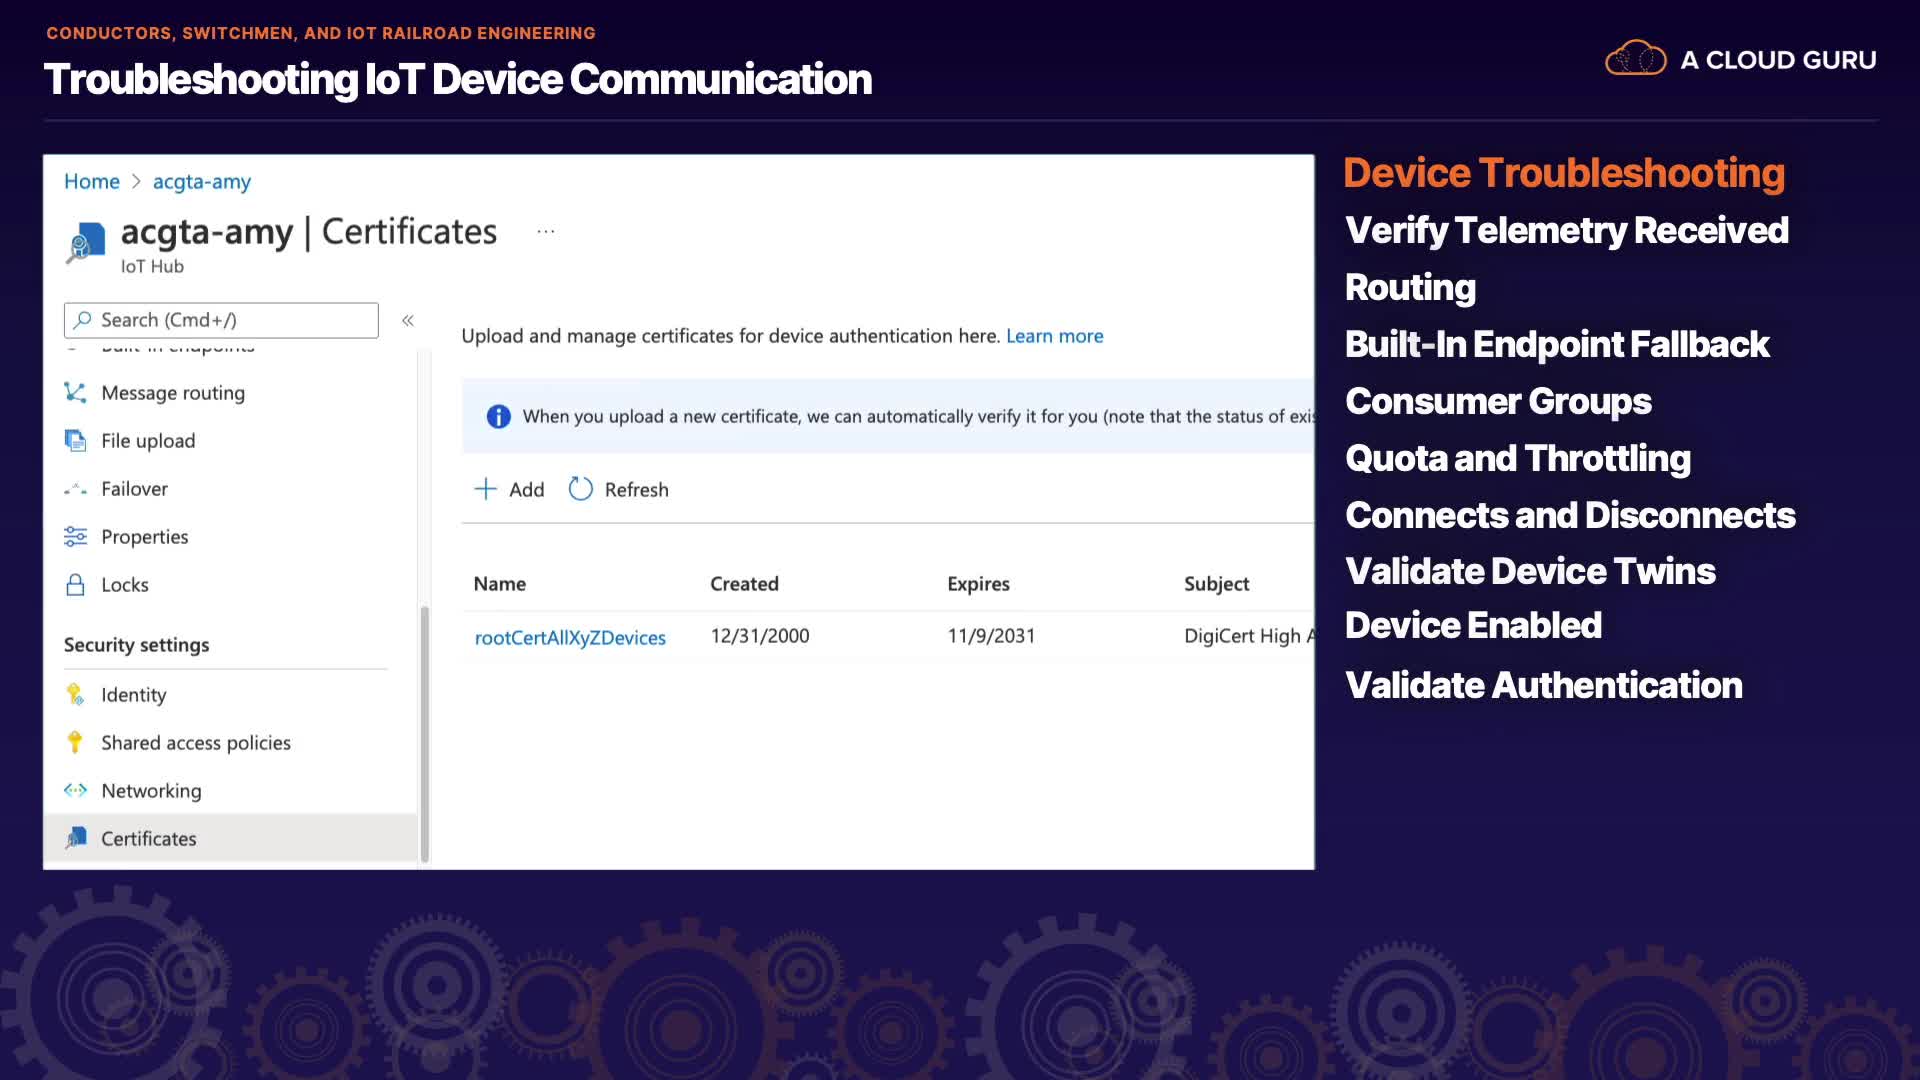 CONDUCTORS, SWITCHMEN, AND IOT RAILROAD ENGINEERING
Troubleshooting IoT Device Communication
A CLOUD GURU
Home > acgta-amy
acgta-amy | Certificates ...
IoT Hub
Search (Cmd+/)
«
Built-in endpoints
Message routing
File upload
Failover
Properties
Locks
Security settings
Identity
Shared access policies
Networking
Certificates
Upload and manage certificates for device authentication here. Learn more
When you upload a new certificate, we can automatically verify it for you (note that the status of exis
Add
Refresh
Name Created Expires Subject
rootCertAllXyZDevices 12/31/2000 11/9/2031 DigiCert High A
Device Troubleshooting
Verify Telemetry Received
Routing
Built-In Endpoint Fallback
Consumer Groups
Quota and Throttling
Connects and Disconnects
Validate Device Twins
Device Enabled
Validate Authentication